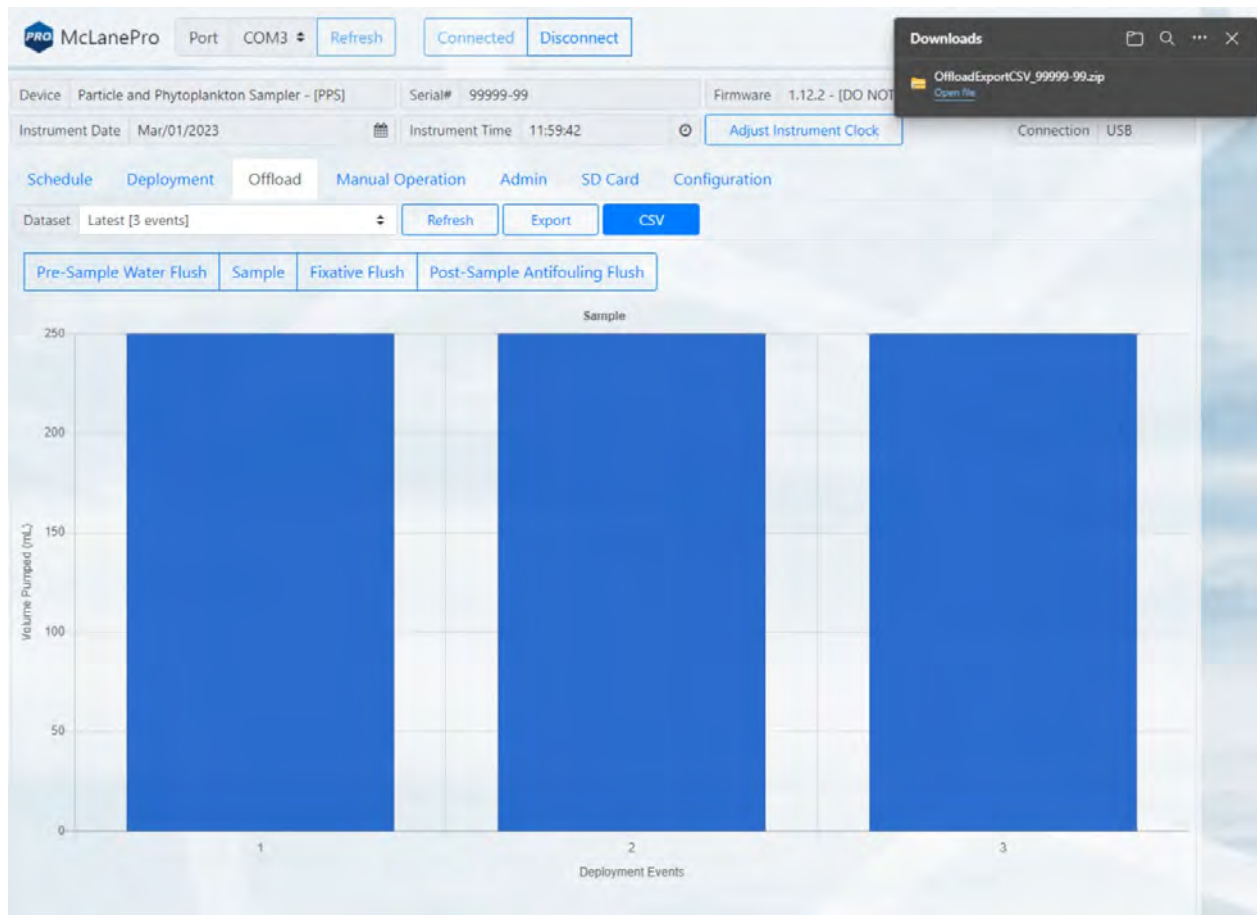 PRO McLanePro Port COM3 Refresh Connected Disconnect
Downloads
OffloadExportCSV_99999-99.zip
Open file
Device Particle and Phytoplankton Sampler - [PPS] Serial# 99999-99 Firmware 1.12.2 - [DO NOT
Instrument Date Mar/01/2023 Instrument Time 11:59:42 Adjust Instrument Clock Connection USB
Schedule Deployment Offload Manual Operation Admin SD Card Configuration
Dataset Latest [3 events] Refresh Export CSV
Pre-Sample Water Flush Sample Fixative Flush Post-Sample Antifouling Flush
Sample
250
200
150
100
50
0
Volume Pumped (mL)
1 2 3
Deployment Events